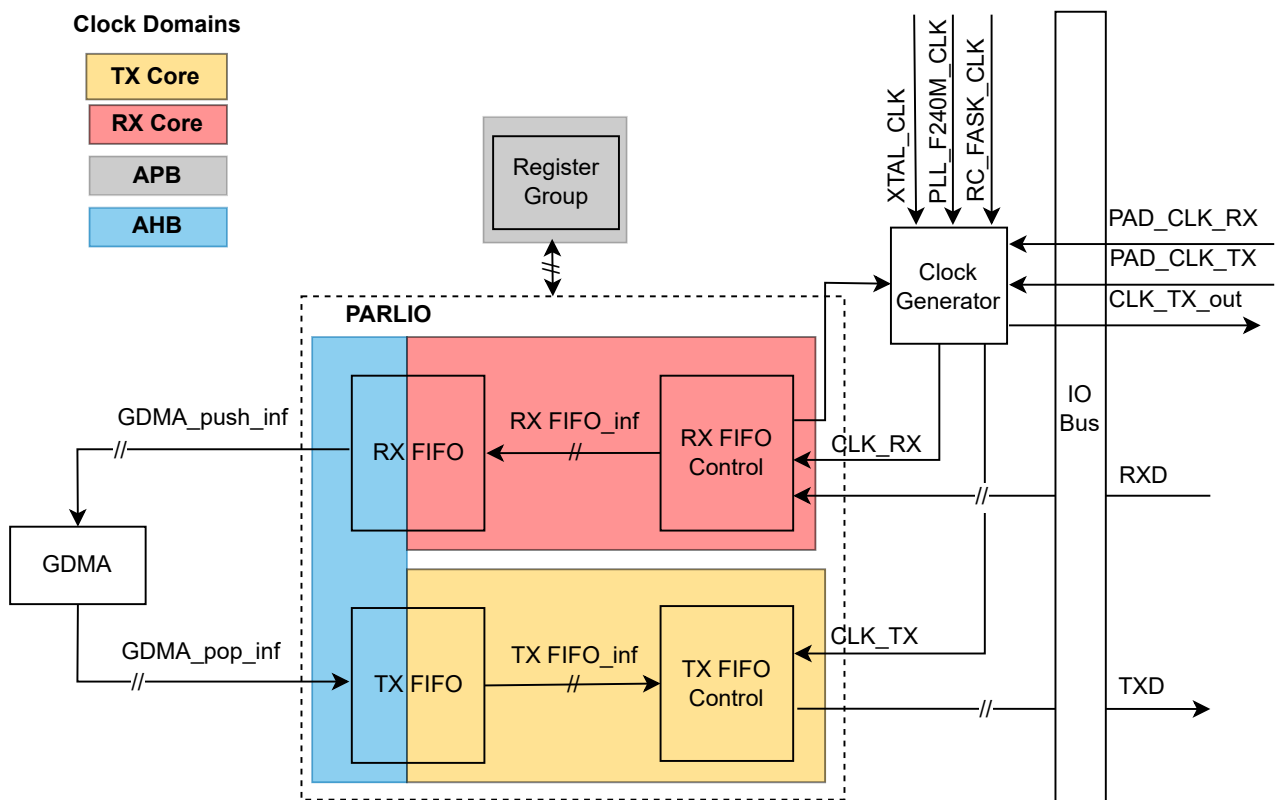 Clock Domains
TX Core
RX Core
APB
AHB
Register
Group
XTAL_CLK
PLL_F240M_CLK
RC_FASK_CLK
Clock
Generator
PAD_CLK_RX
PAD_CLK_TX
CLK_TX_out
IO
Bus
PARLIO
GDMA_push_inf
RX FIFO
RX FIFO_inf
RX FIFO
Control
CLK_RX
RXD
GDMA
GDMA_pop_inf
TX FIFO
TX FIFO_inf
TX FIFO
Control
CLK_TX
TXD